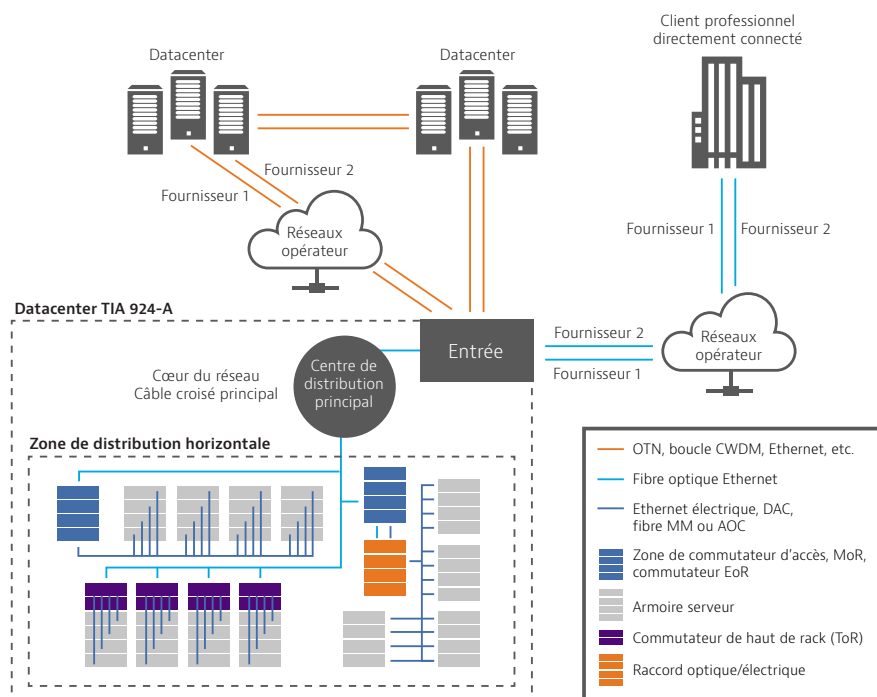 Client professionnel
directement connecté
Datacenter
Datacenter
Fournisseur 2
Fournisseur 1
Réseaux
opérateur
Fournisseur 1
Fournisseur 2
Datacenter TIA 924-A
Entrée
Fournisseur 2
Fournisseur 1
Réseaux
opérateur
Cœur du réseau
Câble croisé principal
Centre de
distribution
principal
Zone de distribution horizontale
OTN, boucle CWDM, Ethernet, etc.
Fibre optique Ethernet
Ethernet électrique, DAC,
fibre MM ou AOC
Zone de commutateur d'accès, MoR,
commutateur EoR
Armoire serveur
Commutateur de haut de rack (ToR)
Raccord optique/électrique